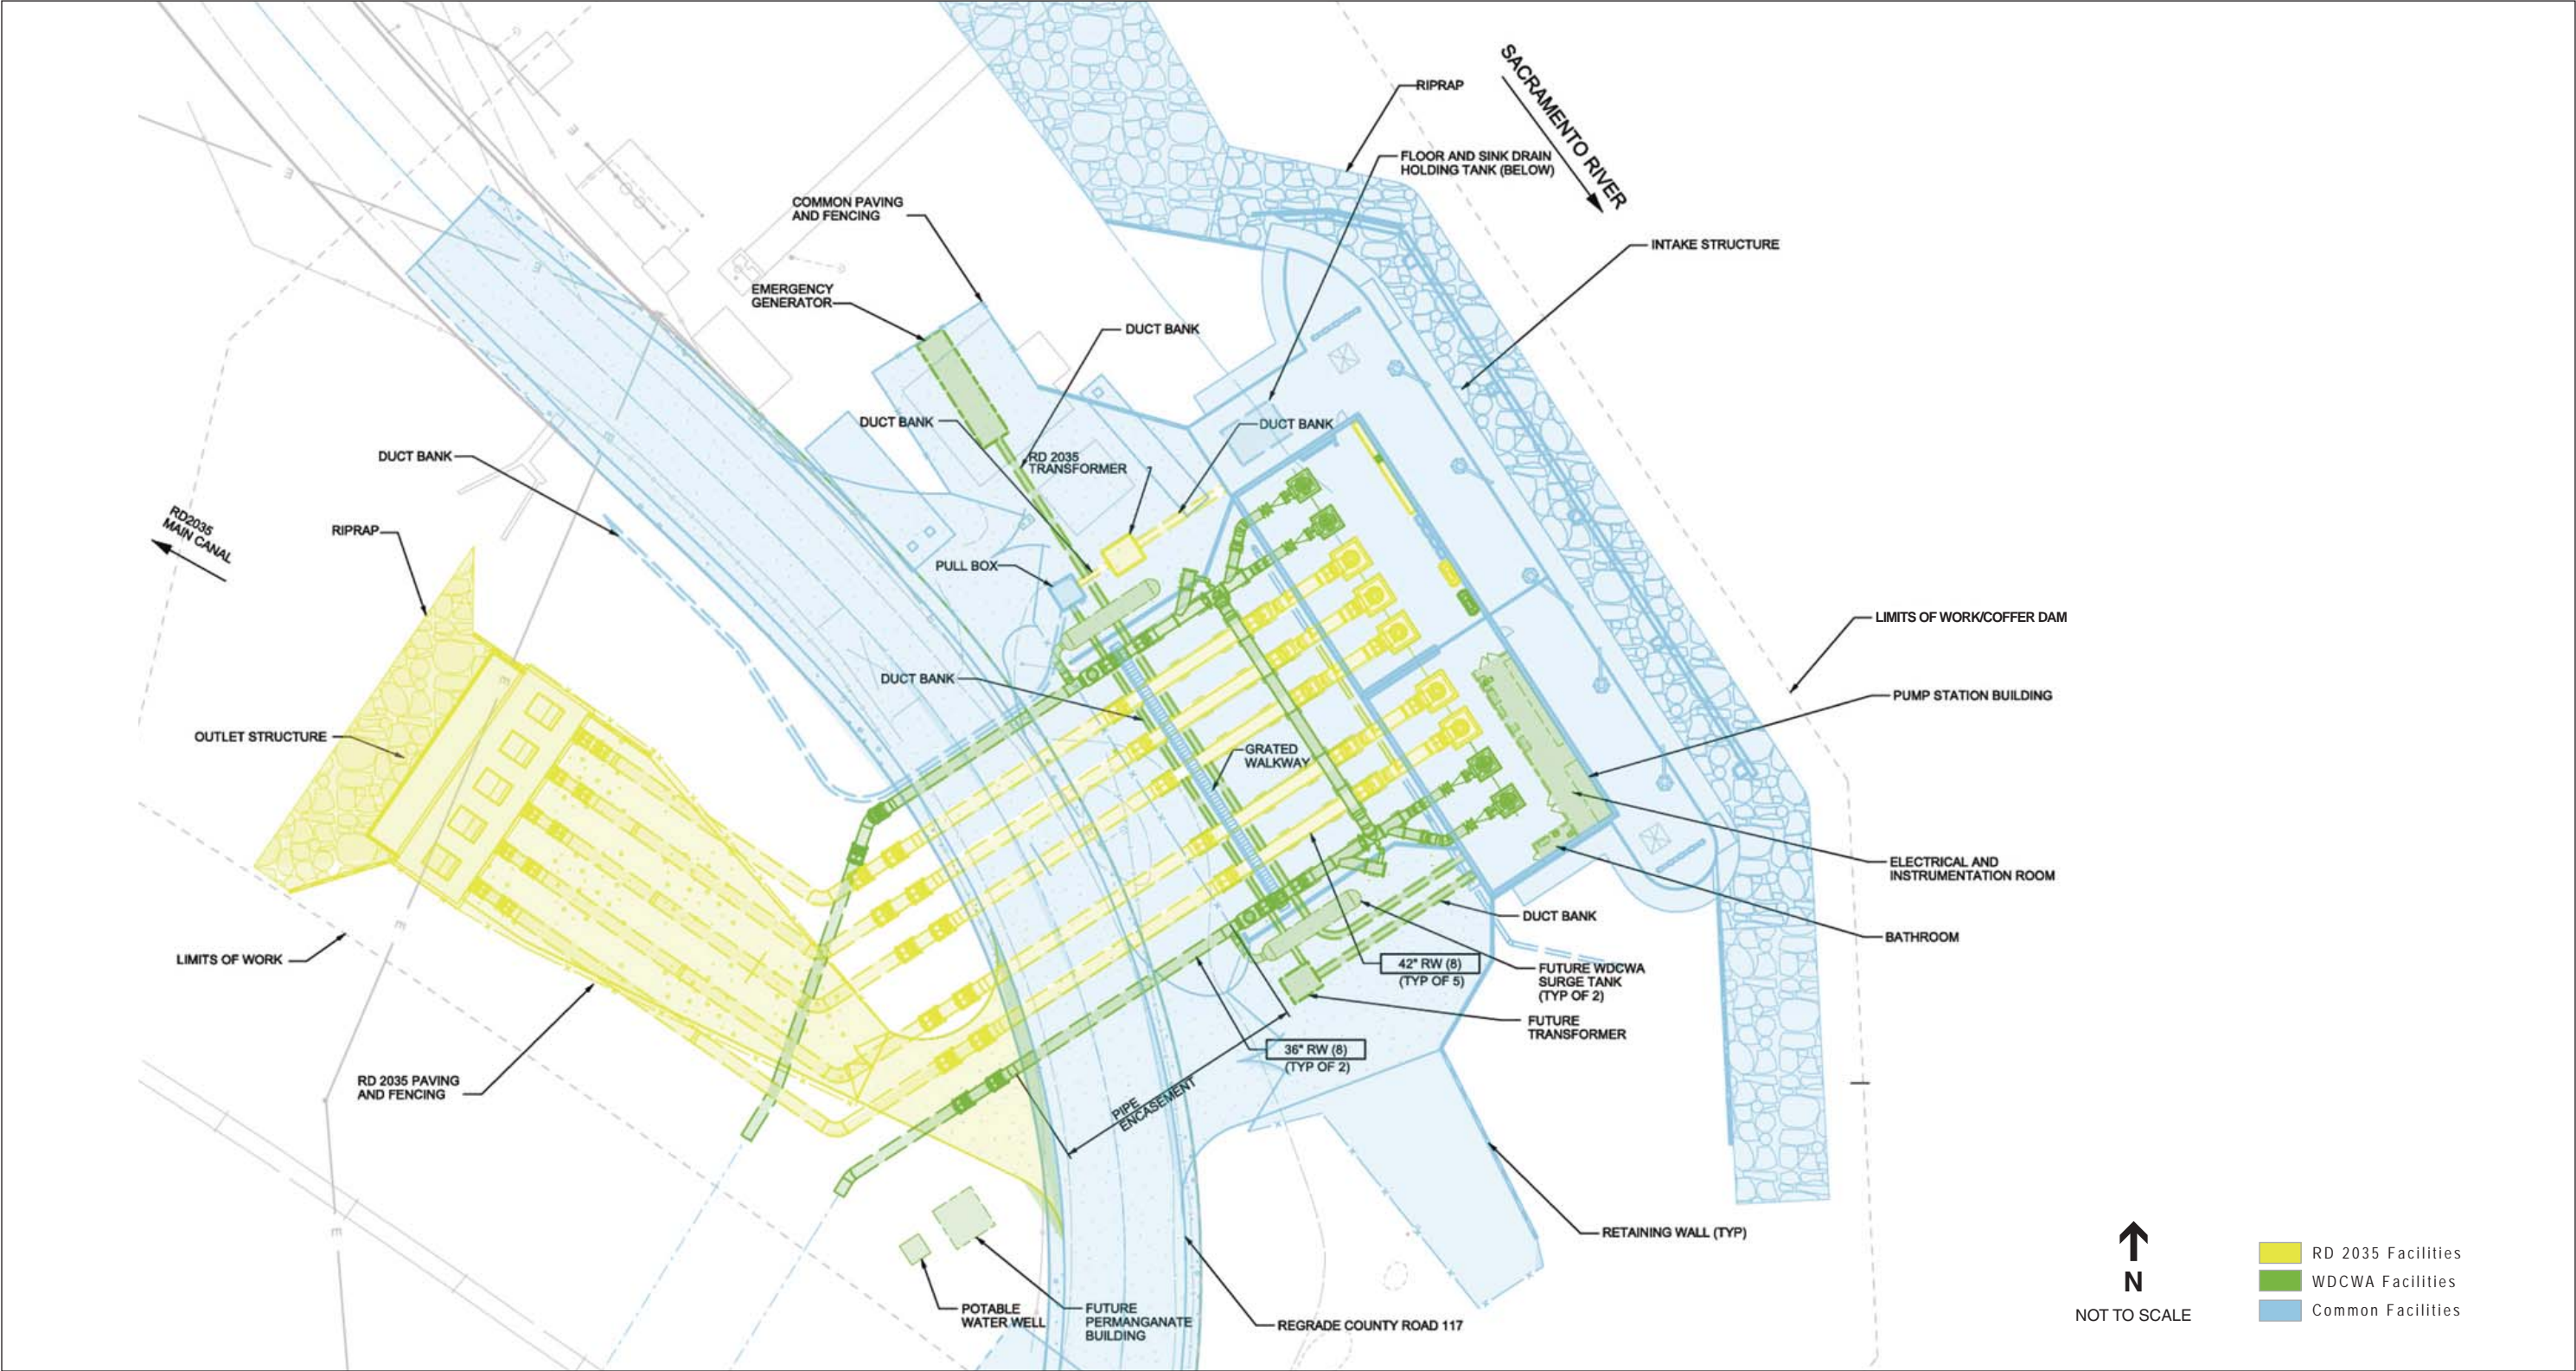 SACRAMENTO RIVER
RIPRAP
FLOOR AND SINK DRAIN
HOLDING TANK (BELOW)
COMMON PAVING
AND FENCING
INTAKE STRUCTURE
EMERGENCY
GENERATOR
DUCT BANK
DUCT BANK
DUCT BANK
RD 2035
TRANSFORMER
DUCT BANK
RD2035
MAIN CANAL
RIPRAP
PULL BOX
LIMITS OF WORK/COFFER DAM
DUCT BANK
PUMP STATION BUILDING
OUTLET STRUCTURE
GRATED
WALKWAY
ELECTRICAL AND
INSTRUMENTATION ROOM
DUCT BANK
BATHROOM
LIMITS OF WORK
42" RW (8)
(TYP OF 5)
FUTURE WDCWA
SURGE TANK
(TYP OF 2)
FUTURE
TRANSFORMER
36" RW (8)
(TYP OF 2)
RD 2035 PAVING
AND FENCING
PIPE
ENCASEMENT
RETAINING WALL (TYP)
POTABLE
WATER WELL
FUTURE
PERMANGANATE
BUILDING
REGRADE COUNTY ROAD 117
N
NOT TO SCALE
RD 2035 Facilities
WDCWA Facilities
Common Facilities